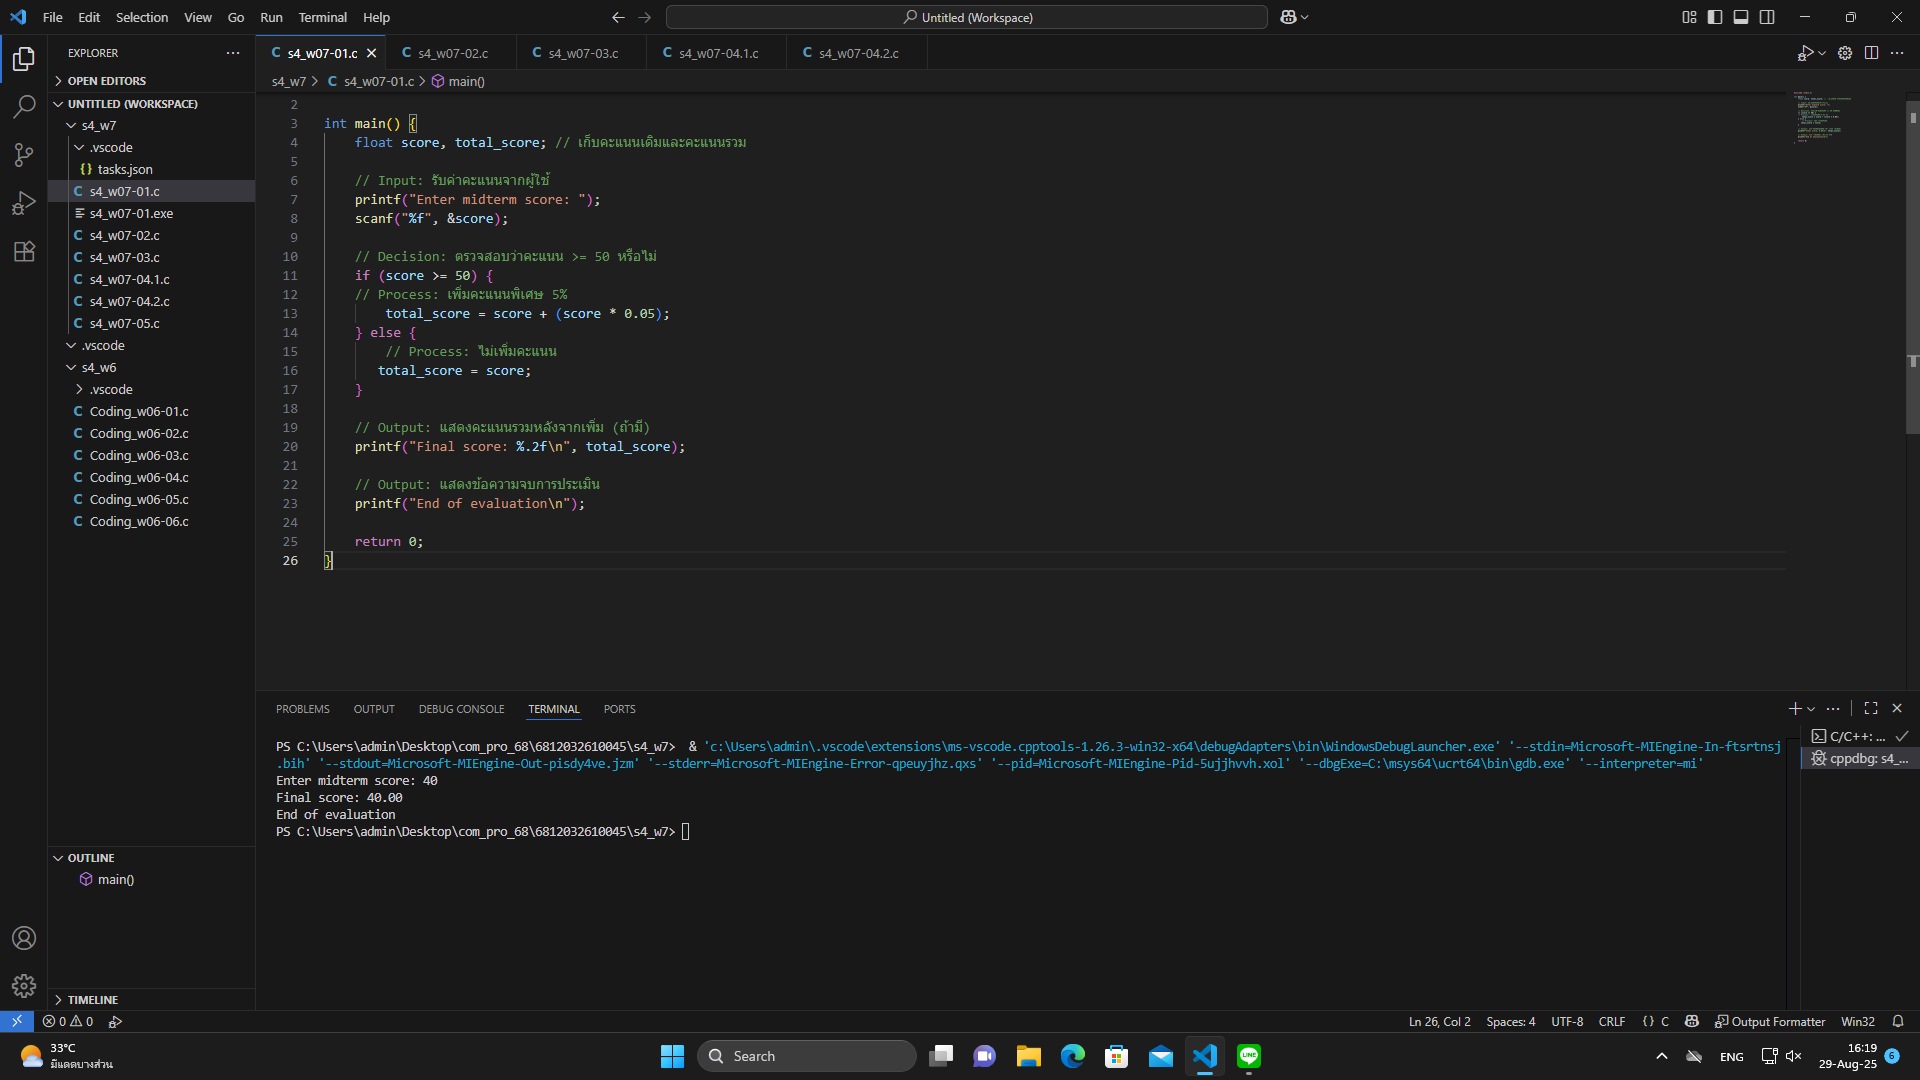 File Edit Selection View Go Run Terminal Help
Untitled (Workspace)
EXPLORER
s4_w07-01.c
s4_w07-02.c
s4_w07-03.c
s4_w07-04.1.c
s4_w07-04.2.c
OPEN EDITORS
UNTITLED (WORKSPACE)
s4_w7
.vscode
tasks.json
s4_w07-01.c
s4_w07-01.exe
s4_w07-02.c
s4_w07-03.c
s4_w07-04.1.c
s4_w07-04.2.c
s4_w07-05.c
.vscode
s4_w6
.vscode
Coding_w06-01.c
Coding_w06-02.c
Coding_w06-03.c
Coding_w06-04.c
Coding_w06-05.c
Coding_w06-06.c
OUTLINE
main()
TIMELINE
s4_w7 > C s4_w07-01.c > main()
2
3 int main() {
4 float score, total_score; // เก็บคะแนนเดิมและคะแนนรวม
5
6 // Input: รับค่าคะแนนจากผู้ใช้
7 printf("Enter midterm score: ");
8 scanf("%f", &score);
9
10 // Decision: ตรวจสอบว่าคะแนน >= 50 หรือไม่
11 if (score >= 50) {
12 // Process: เพิ่มคะแนนพิเศษ 5%
13 total_score = score + (score * 0.05);
14 } else {
15 // Process: ไม่เพิ่มคะแนน
16 total_score = score;
17 }
18
19 // Output: แสดงคะแนนรวมหลังจากเพิ่ม (ถ้ามี)
20 printf("Final score: %.2f\n", total_score);
21
22 // Output: แสดงข้อความจบการประเมิน
23 printf("End of evaluation\n");
24
25 return 0;
26 }
PROBLEMS OUTPUT DEBUG CONSOLE TERMINAL PORTS
PS C:\Users\admin\Desktop\com_pro_68\6812032610045\s4_w7> & 'c:\Users\admin\.vscode\extensions\ms-vscode.cpptools-1.26.3-win32-x64\debugAdapters\bin\WindowsDebugLauncher.exe' '--stdin=Microsoft-MIEngine-In-ftsrtnsj
.bih' '--stdout=Microsoft-MIEngine-Out-pisdy4ve.jzm' '--stderr=Microsoft-MIEngine-Error-qpeuyjhz.qxs' '--pid=Microsoft-MIEngine-Pid-5ujjhvvh.xol' '--dbgExe=C:\msys64\ucrt64\bin\gdb.exe' '--interpreter=mi'
Enter midterm score: 40
Final score: 40.00
End of evaluation
PS C:\Users\admin\Desktop\com_pro_68\6812032610045\s4_w7>
C/C++: ...
cppdbg: s4_...
0 0
Ln 26, Col 2 Spaces: 4 UTF-8 CRLF {} C Output Formatter Win32
33°C
มีแดดบางส่วน
Search
ENG
16:19
29-Aug-25
6